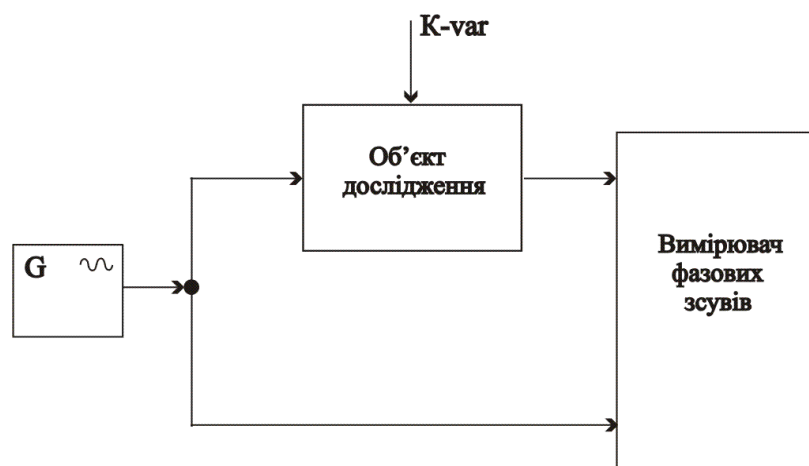 K-var
Об’єкт
дослідження
G
Вимірювач
фазових
зсувів